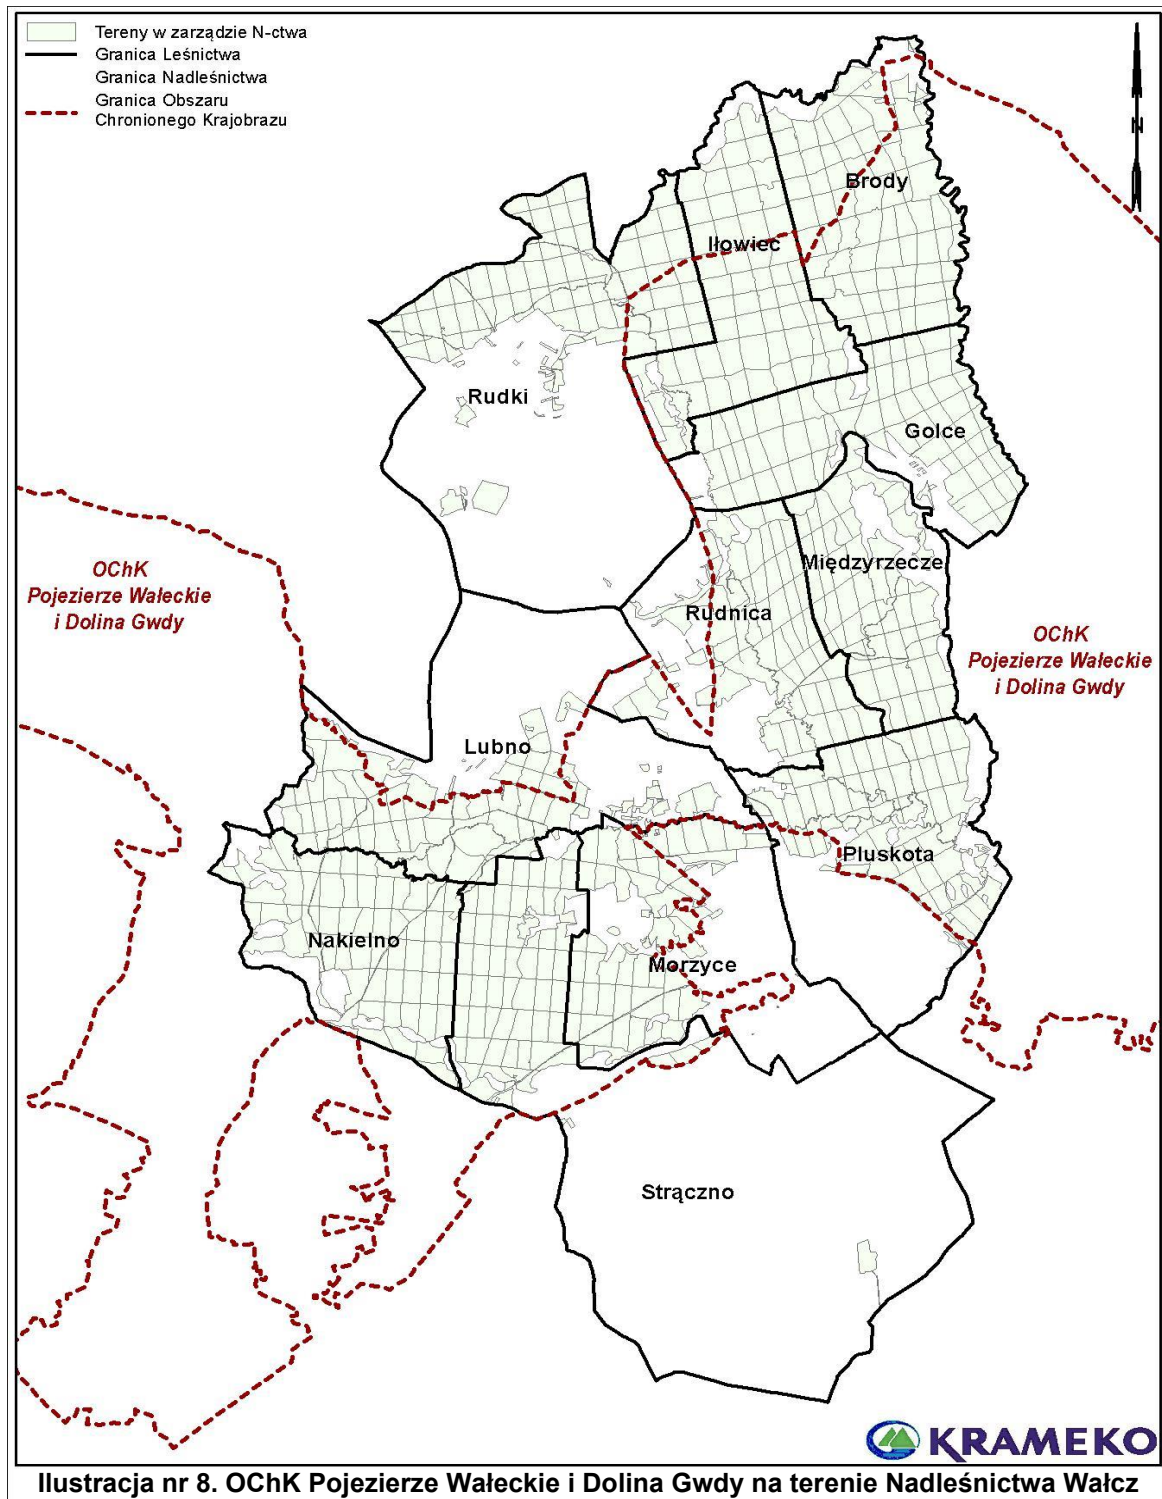 Tereny w zarządzie N-ctwa
Granica Leśnictwa
Granica Nadleśnictwa
Granica Obszaru
Chronionego Krajobrazu
N
Brody
Iłowiec
Rudki
Golce
Międzyrzecze
OChK
Pojezierze Wałeckie
i Dolina Gwdy
Rudnica
OChK
Pojezierze Wałeckie
i Dolina Gwdy
Lubno
Pluskota
Nakielno
Morzyce
Strączno
KRAMEKO
Ilustracja nr 8. OChK Pojezierze Wałeckie i Dolina Gwdy na terenie Nadleśnictwa Wałcz